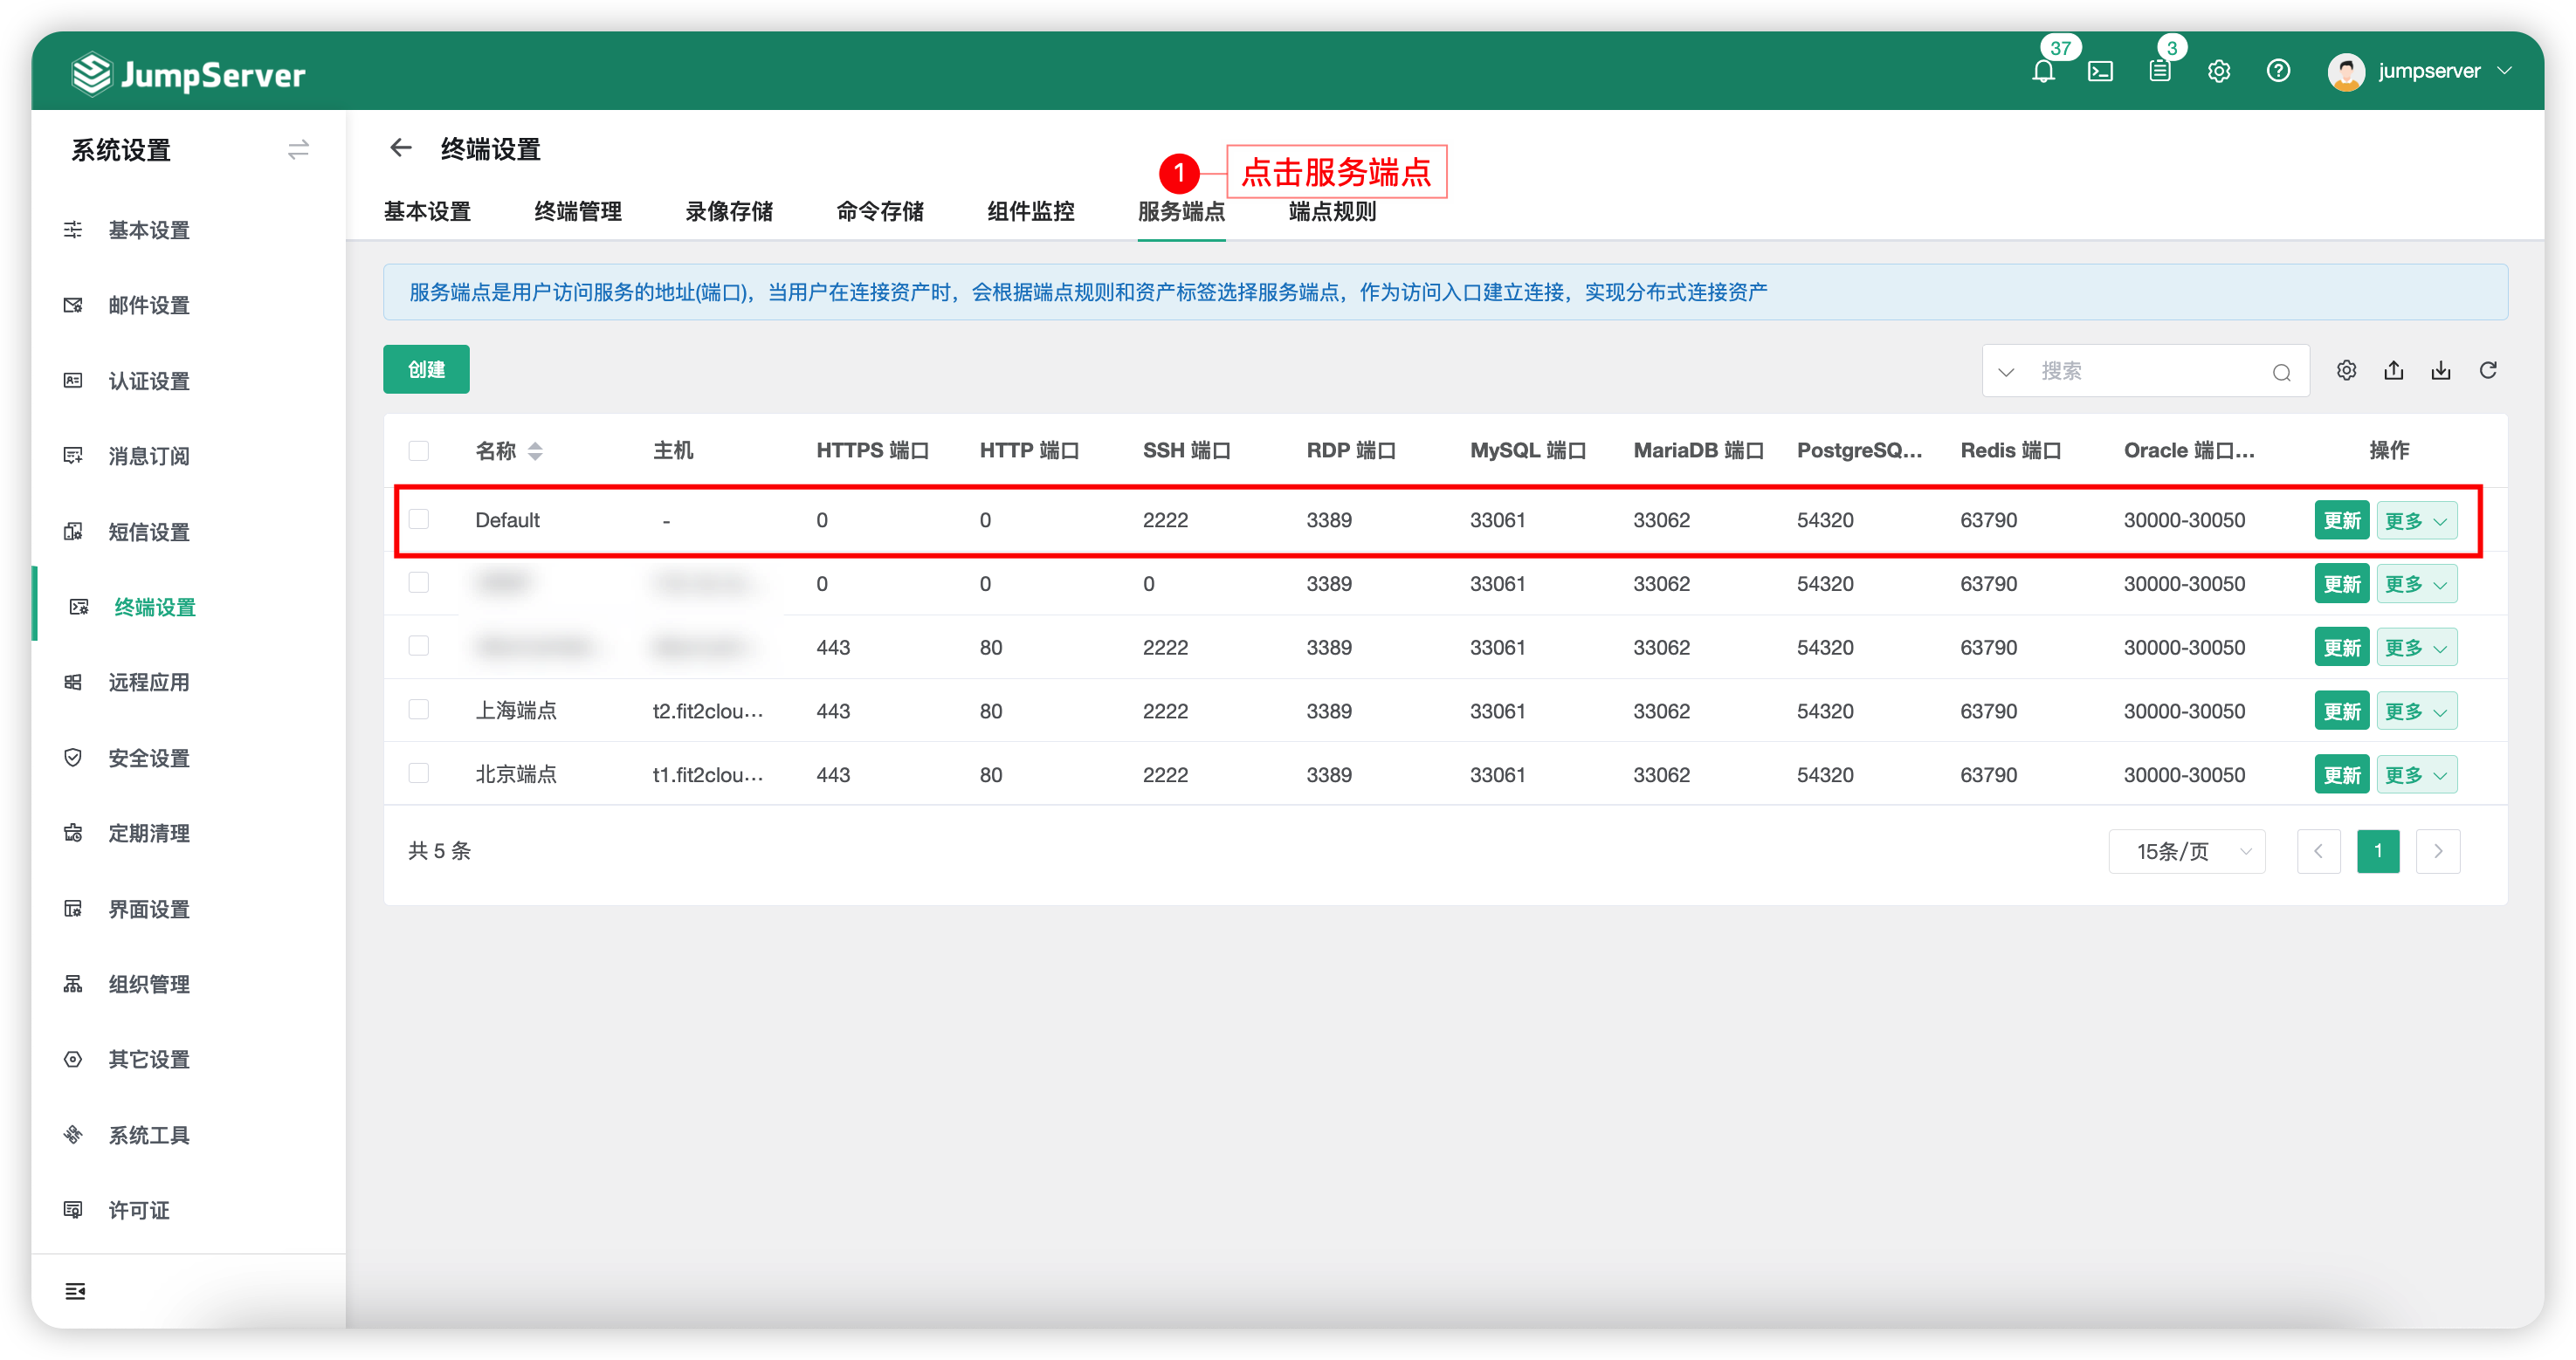 JumpServer
37
3
jumpserver
系统设置
终端设置
1
点击服务端点
基本设置 终端管理 录像存储 命令存储 组件监控 服务端点 端点规则
基本设置
邮件设置
认证设置
消息订阅
短信设置
终端设置
远程应用
安全设置
定期清理
界面设置
组织管理
其它设置
系统工具
许可证
服务端点是用户访问服务的地址(端口)，当用户在连接资产时，会根据端点规则和资产标签选择服务端点，作为访问入口建立连接，实现分布式连接资产
创建
搜索
名称 主机 HTTPS 端口 HTTP 端口 SSH 端口 RDP 端口 MySQL 端口 MariaDB 端口 PostgreSQ... Redis 端口 Oracle 端口... 操作
Default - 0 0 2222 3389 33061 33062 54320 63790 30000-30050 更新 更多
0 0 0 3389 33061 33062 54320 63790 30000-30050 更新 更多
443 80 2222 3389 33061 33062 54320 63790 30000-30050 更新 更多
上海端点 t2.fit2clou... 443 80 2222 3389 33061 33062 54320 63790 30000-30050 更新 更多
北京端点 t1.fit2clou... 443 80 2222 3389 33061 33062 54320 63790 30000-30050 更新 更多
共 5 条
15条/页
1